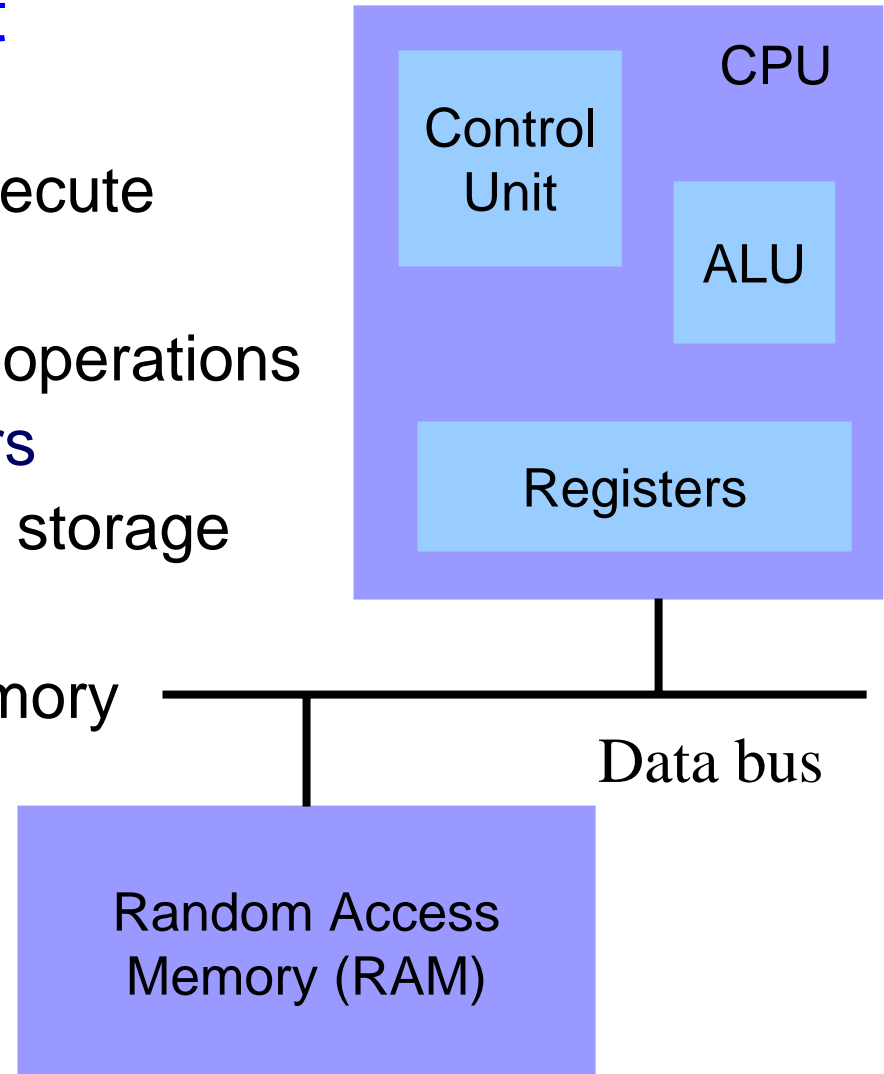 ecute
operations
rs
storage
mory
CPU
Control
Unit
ALU
Registers
Data bus
Random Access
Memory (RAM)